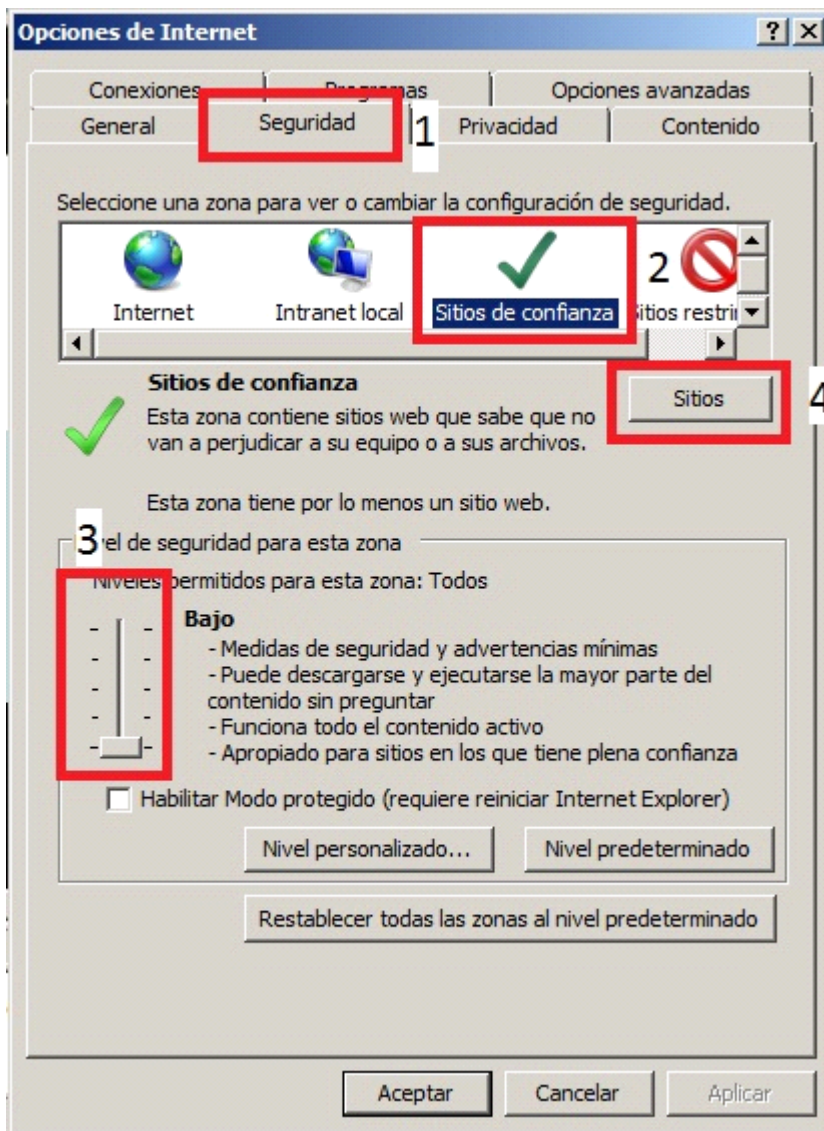 Opciones de Internet
Conexiones Programas Opciones avanzadas
General Seguridad 1 Privacidad Contenido
Seleccione una zona para ver o cambiar la configuración de seguridad.
2
Internet Intranet local Sitios de confianza Sitios restri
Sitios de confianza
Sitios 4
Esta zona contiene sitios web que sabe que no
van a perjudicar a su equipo o a sus archivos.
Esta zona tiene por lo menos un sitio web.
3 el de seguridad para esta zona
Niveles permitidos para esta zona: Todos
Bajo
- Medidas de seguridad y advertencias mínimas
- Puede descargarse y ejecutarse la mayor parte del
contenido sin preguntar
- Funciona todo el contenido activo
- Apropiado para sitios en los que tiene plena confianza
Habilitar Modo protegido (requiere reiniciar Internet Explorer)
Nivel personalizado... Nivel predeterminado
Restablecer todas las zonas al nivel predeterminado
Aceptar Cancelar Aplicar